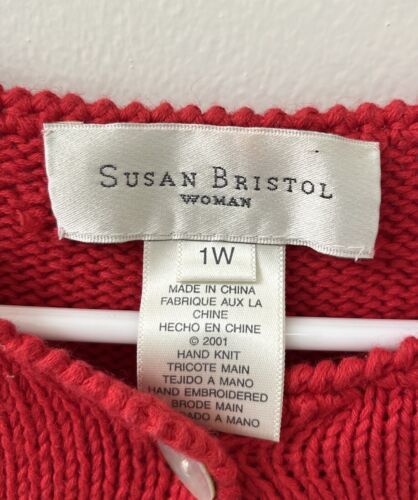 SUSAN BRISTOL
WOMAN
1W
MADE IN CHINA
FABRIQUE AUX LA
CHINE
HECHO EN CHINE
© 2001
HAND KNIT
TRICOTE MAIN
TEJIDO A MANO
HAND EMBROIDERED
BRODE MAIN
A MANO